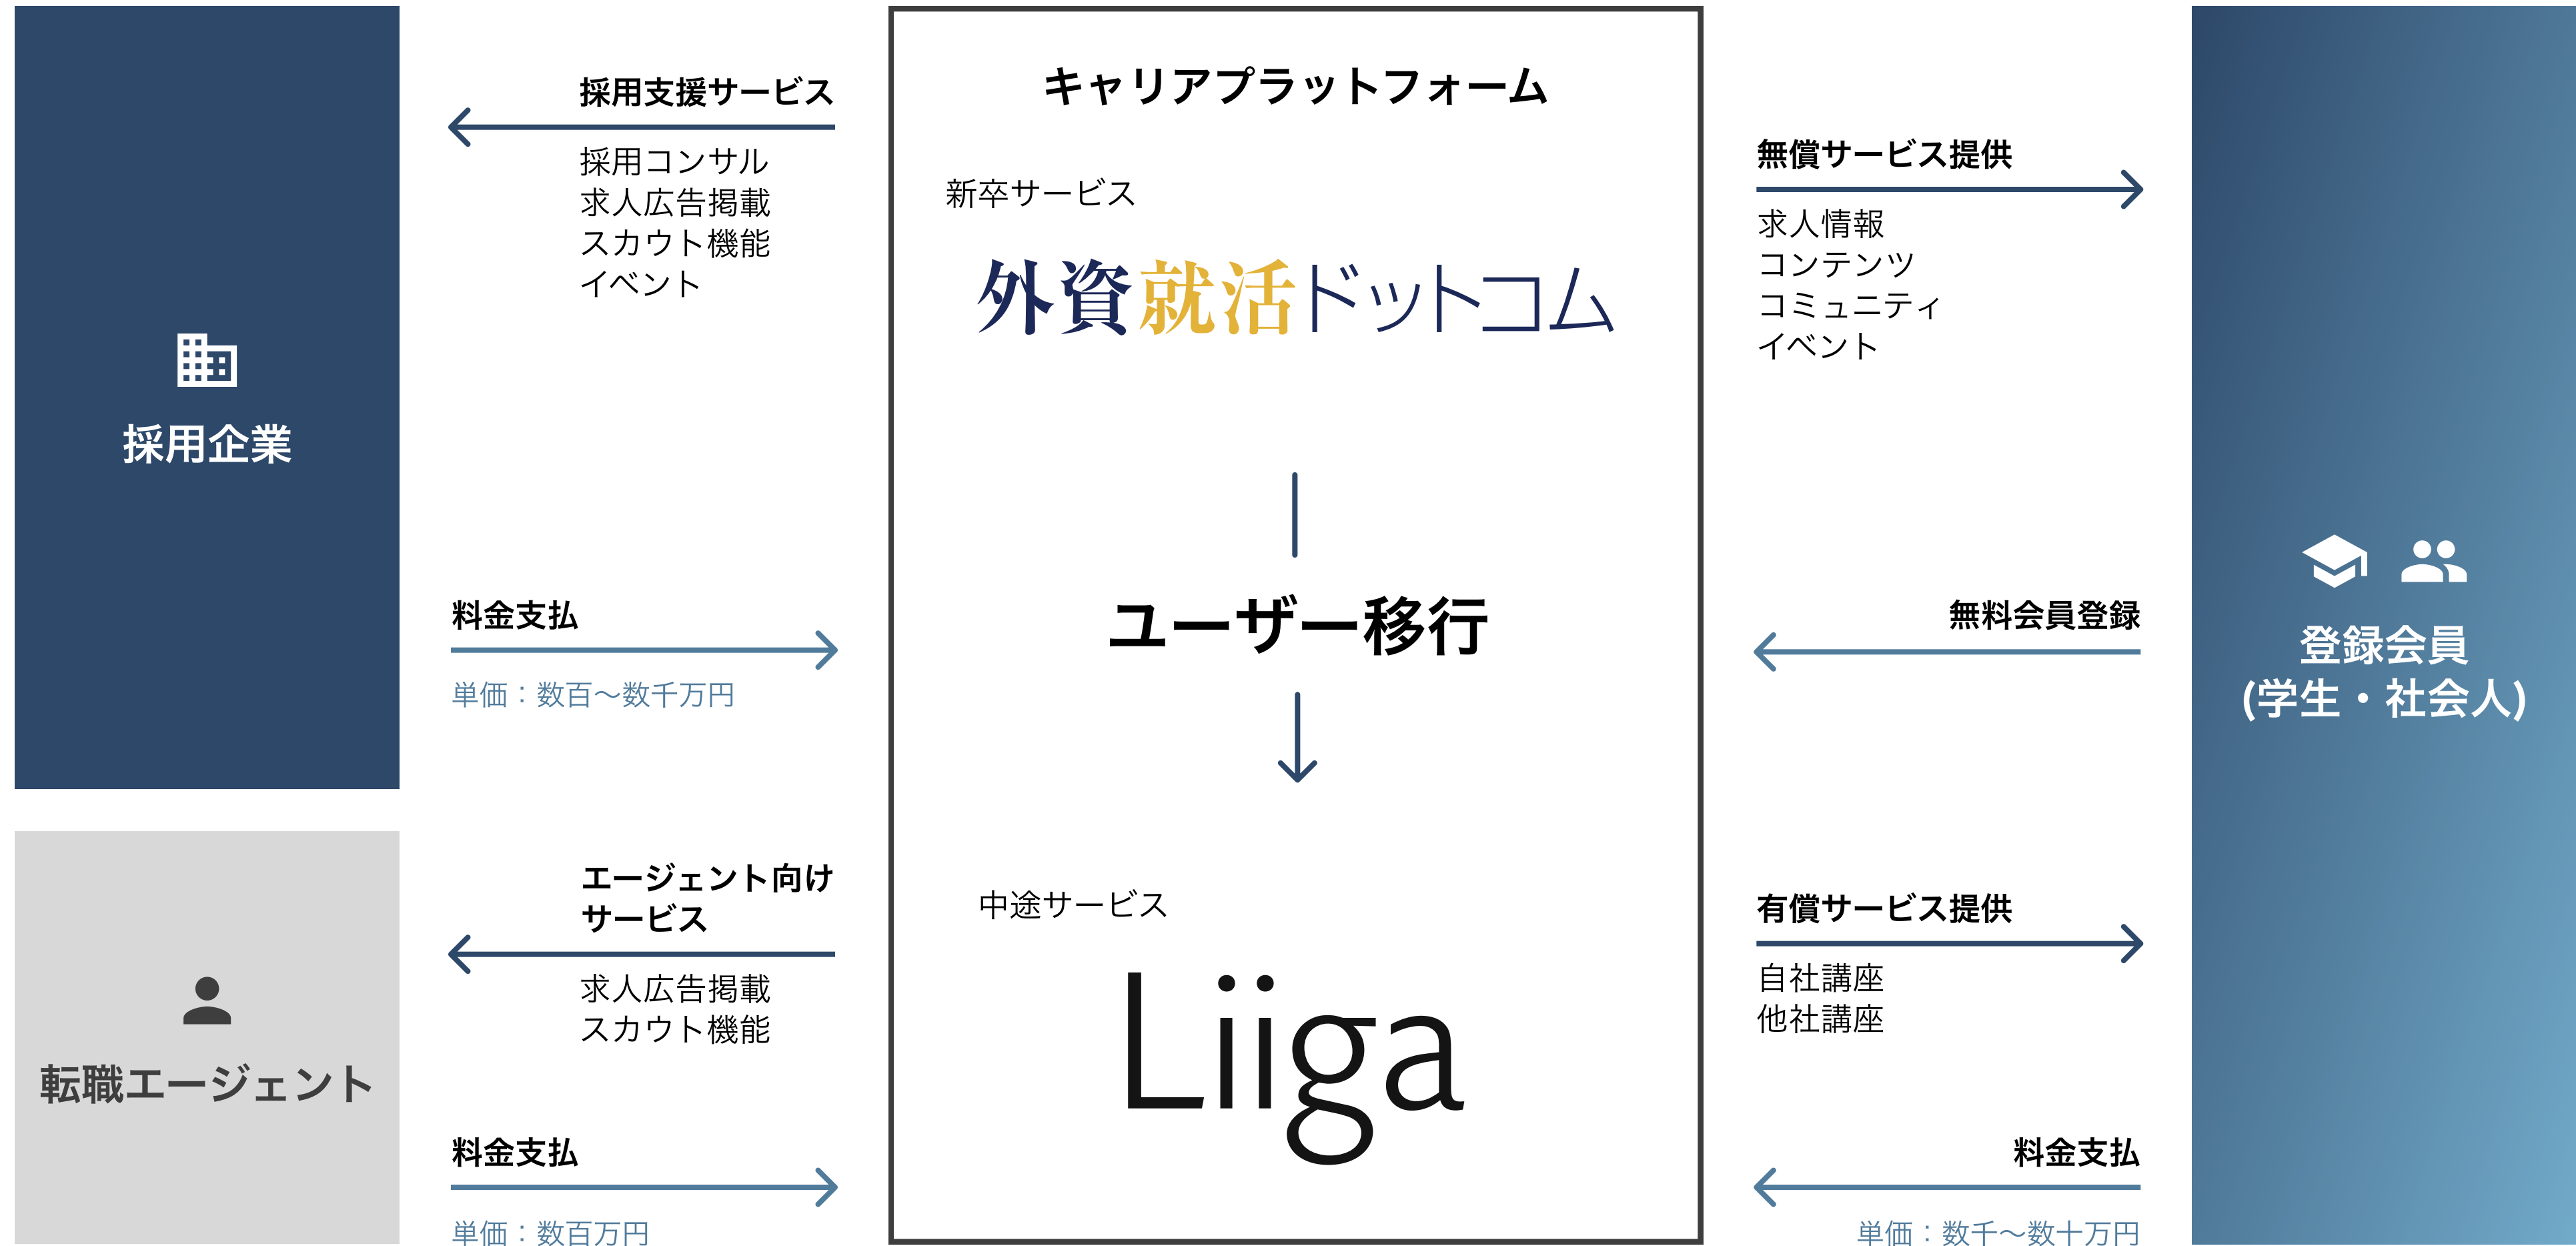 採用企業
採用支援サービス
採用コンサル
求人広告掲載
スカウト機能
イベント
料金支払
単価：数百～数千万円
転職エージェント
エージェント向け
サービス
求人広告掲載
スカウト機能
料金支払
単価：数百万円
キャリアプラットフォーム
新卒サービス
外資就活ドットコム
ユーザー移行
中途サービス
Liiga
無償サービス提供
求人情報
コンテンツ
コミュニティ
イベント
無料会員登録
有償サービス提供
自社講座
他社講座
料金支払
単価：数千～数十万円
登録会員
(学生・社会人)